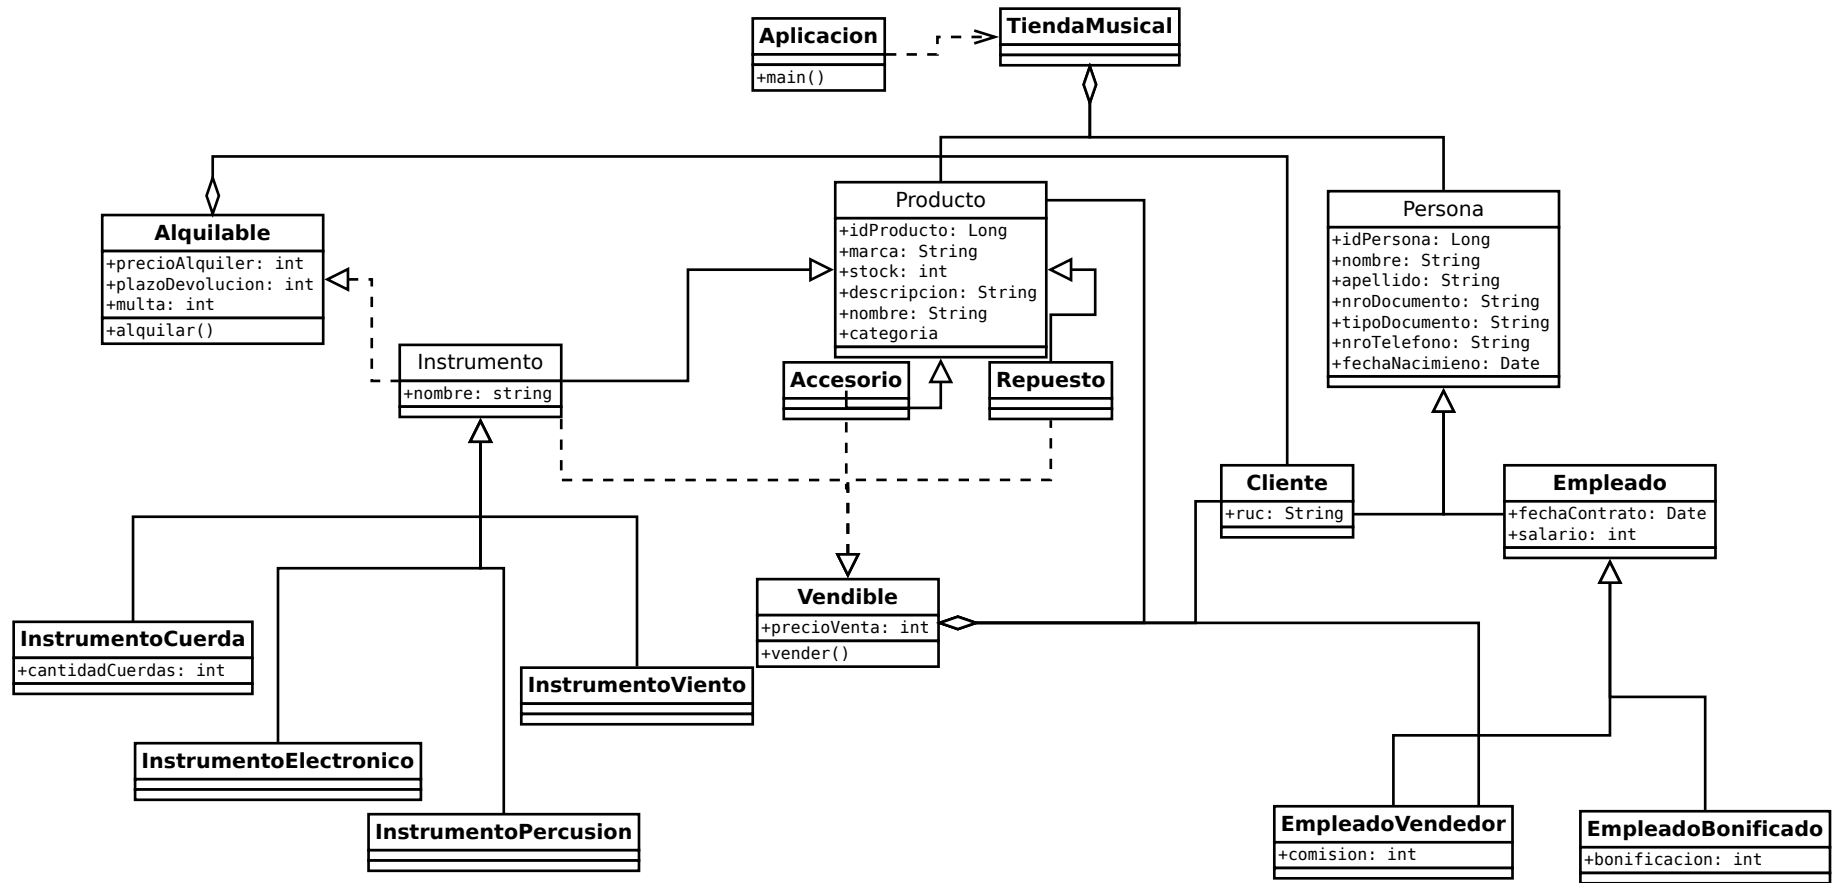 Aplicacion
+main()
TiendaMusical
Alquilable
+precioAlquiler: int
+plazoDevolucion: int
+multa: int
+alquilar()
Producto
+idProducto: Long
+marca: String
+stock: int
+descripcion: String
+nombre: String
+categoria
Persona
+idPersona: Long
+nombre: String
+apellido: String
+nroDocumento: String
+tipoDocumento: String
+nroTelefono: String
+fechaNacimieno: Date
Instrumento
+nombre: string
Accesorio
Repuesto
Cliente
+ruc: String
Empleado
+fechaContrato: Date
+salario: int
Vendible
+precioVenta: int
+vender()
InstrumentoCuerda
+cantidadCuerdas: int
InstrumentoViento
InstrumentoElectronico
InstrumentoPercusion
EmpleadoVendedor
+comision: int
EmpleadoBonificado
+bonificacion: int